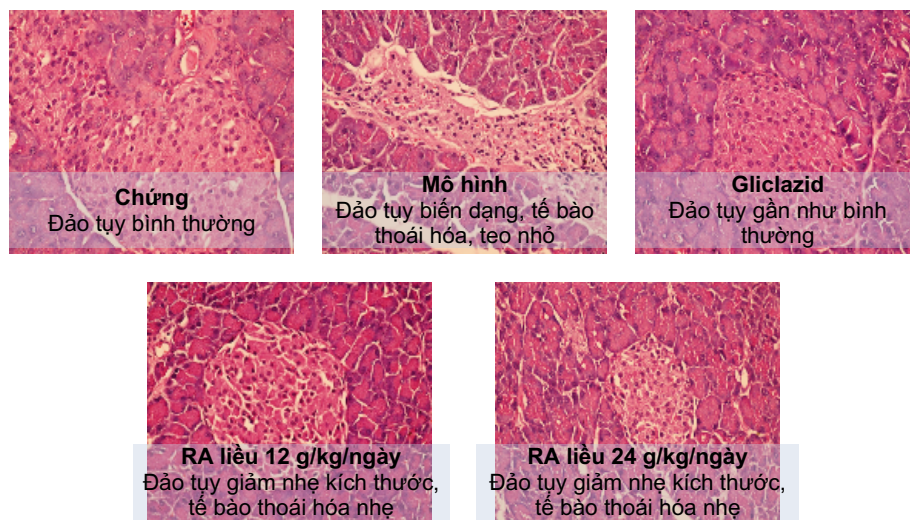 Chứng
Đảo tụy bình thường
Mô hình
Đảo tụy biến dạng, tế bào
thoái hóa, teo nhỏ
Gliclazid
Đảo tụy gần như bình
thường
RA liều 12 g/kg/ngày
Đảo tụy giảm nhẹ kích thước,
tế bào thoái hóa nhẹ
RA liều 24 g/kg/ngày
Đảo tụy giảm nhẹ kích thước,
tế bào thoái hóa nhẹ